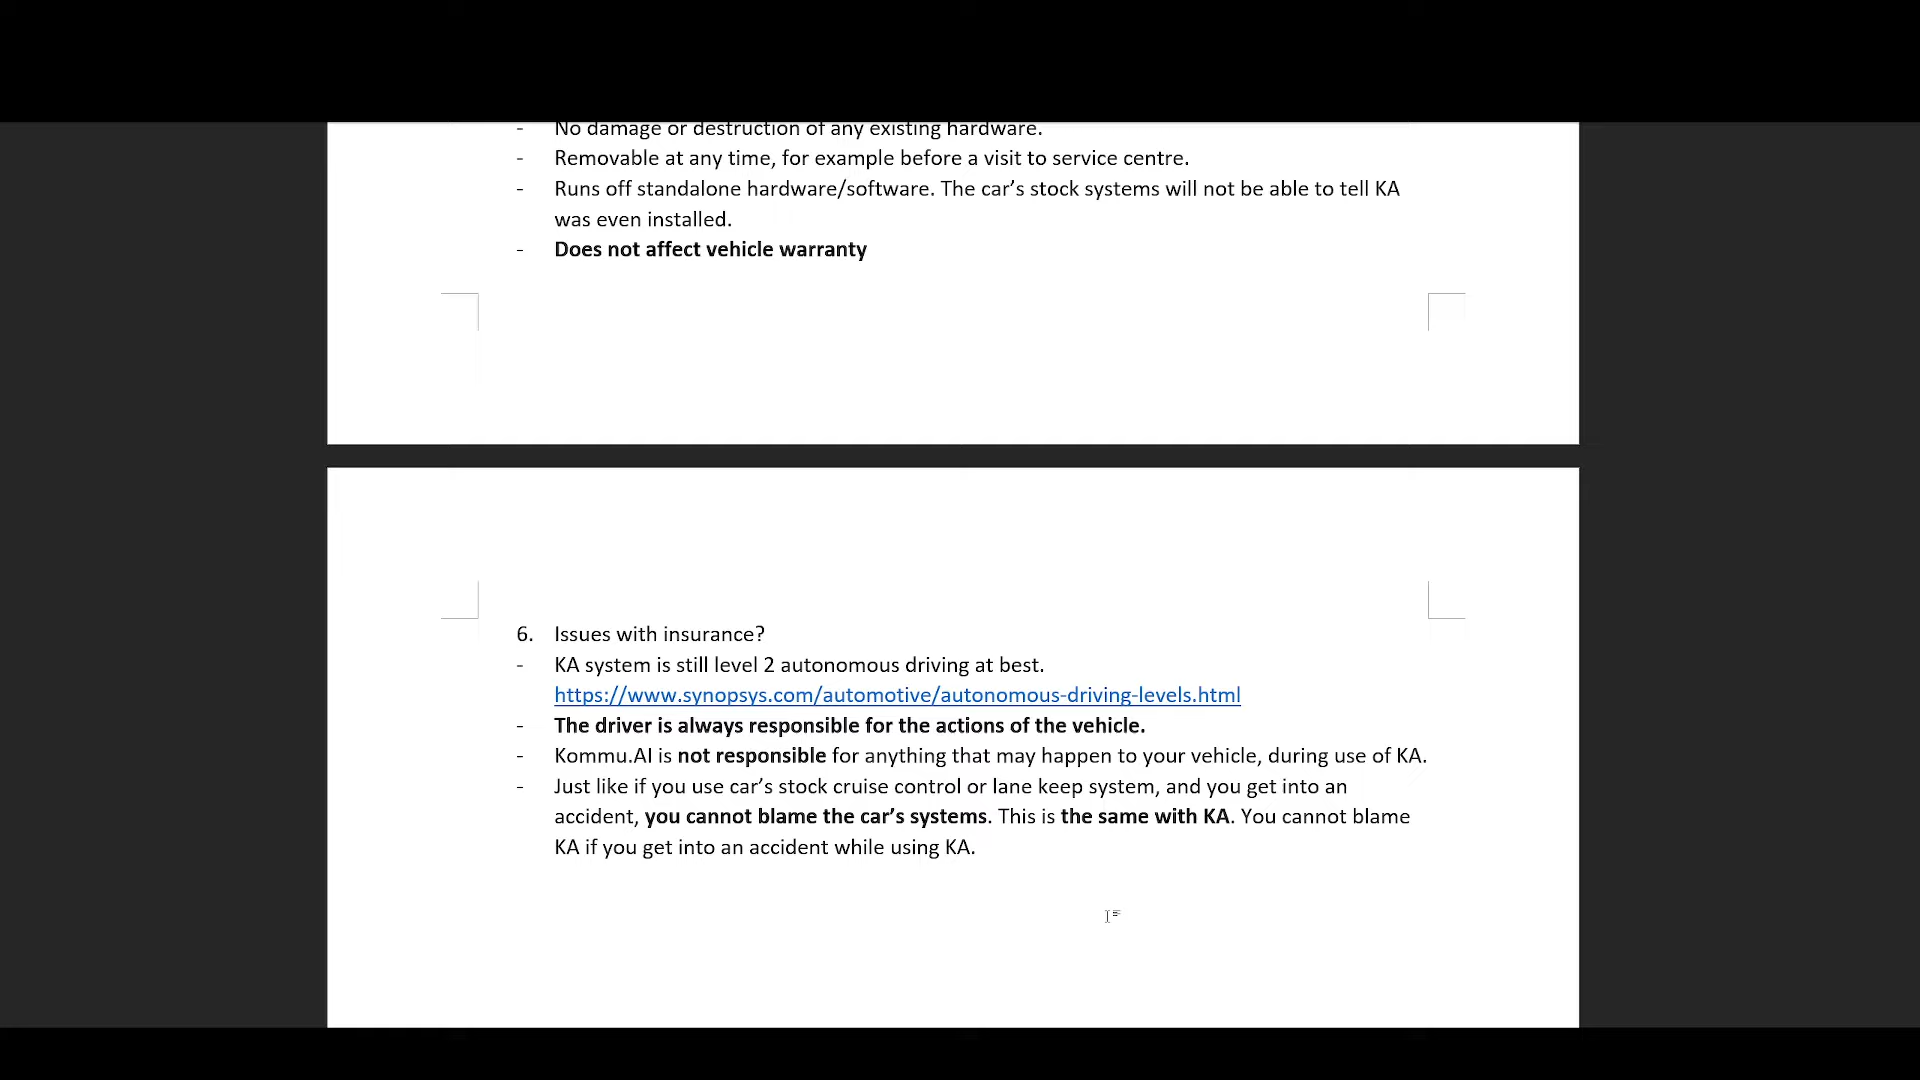 - No damage or destruction of any existing hardware.
- Removable at any time, for example before a visit to service centre.
- Runs off standalone hardware/software. The car’s stock systems will not be able to tell KA
was even installed.
- Does not affect vehicle warranty
6. Issues with insurance?
- KA system is still level 2 autonomous driving at best.
https://www.synopsys.com/automotive/autonomous-driving-levels.html
- The driver is always responsible for the actions of the vehicle.
- Kommu.AI is not responsible for anything that may happen to your vehicle, during use of KA.
- Just like if you use car’s stock cruise control or lane keep system, and you get into an
accident, you cannot blame the car’s systems. This is the same with KA. You cannot blame
KA if you get into an accident while using KA.